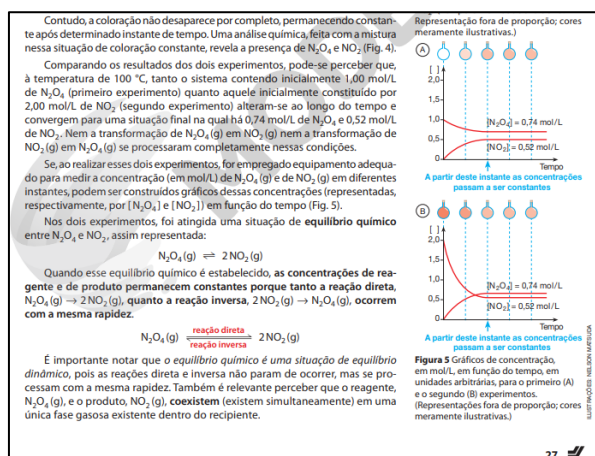 Contudo, a coloração não desaparece por completo, permanecendo constan-
te após determinado instante de tempo. Uma análise química, feita com a mistura
nessa situação de coloração constante, revela a presença de N₂O₄ e NO₂ (Fig. 4).
Comparando os resultados dos dois experimentos, pode-se perceber que,
à temperatura de 100 °C, tanto o sistema contendo inicialmente 1,00 mol/L
de N₂O₄ (primeiro experimento) quanto aquele inicialmente constituído por
2,00 mol/L de NO₂ (segundo experimento) alteram-se ao longo do tempo e
convergem para uma situação final na qual há 0,74 mol/L de N₂O₄ e 0,52 mol/L
de NO₂. Nem a transformação de N₂O₄(g) em NO₂(g) nem a transformação de
NO₂(g) em N₂O₄(g) se processaram completamente nessas condições.
Se, ao realizar esses dois experimentos, for empregado equipamento adequa-
do para medir a concentração (em mol/L) de N₂O₄(g) e de NO₂(g) em diferentes
instantes, podem ser construídos gráficos dessas concentrações (representadas,
respectivamente, por [N₂O₄] e [NO₂]) em função do tempo (Fig. 5).
Nos dois experimentos, foi atingida uma situação de equilíbrio químico
entre N₂O₄ e NO₂, assim representada:
N₂O₄(g) ⇌ 2 NO₂(g)
Quando esse equilíbrio químico é estabelecido, as concentrações de rea-
gente e de produto permanecem constantes porque tanto a reação direta,
N₂O₄(g) → 2 NO₂(g), quanto a reação inversa, 2 NO₂(g) → N₂O₄(g), ocorrem
com a mesma rapidez.
reação direta
N₂O₄(g) ⇌ 2 NO₂(g)
reação inversa
É importante notar que o equilíbrio químico é uma situação de equilíbrio
dinâmico, pois as reações direta e inversa não param de ocorrer, mas se pro-
cessam com a mesma rapidez. Também é relevante perceber que o reagente,
N₂O₄(g), e o produto, NO₂(g), coexistem (existem simultaneamente) em uma
única fase gasosa existente dentro do recipiente.
Representação fora de proporção; cores
meramente ilustrativas.)
A
[ ]
2,0
1,5
1,0
0,5
0
[N₂O₄] = 0,74 mol/L
[NO₂] = 0,52 mol/L
Tempo
A partir deste instante as concentrações
passam a ser constantes
B
[ ]
2,0
1,5
1,0
0,5
0
[N₂O₄] = 0,74 mol/L
[NO₂] = 0,52 mol/L
Tempo
A partir deste instante as concentrações
passam a ser constantes
Figura 5 Gráficos de concentração,
em mol/L, em função do tempo, em
unidades arbitrárias, para o primeiro (A)
e o segundo (B) experimentos.
(Representações fora de proporção; cores
meramente ilustrativas.)
ILUSTRAÇÕES: NELSON MATSUDA
27